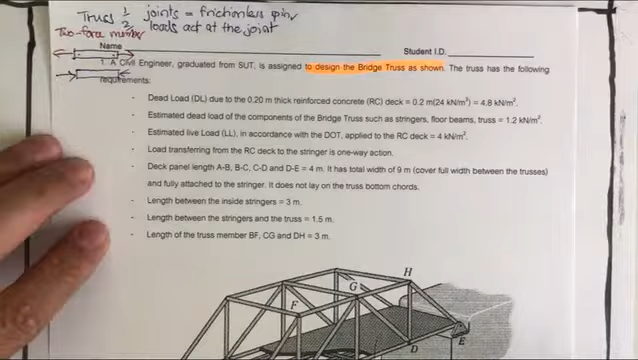 Truss 1/ joints = frictionless pins
2/ loads act at the joint
Two-force member
Name
Student I.D.
1. A Civil Engineer, graduated from SUT, is assigned to design the Bridge Truss as shown. The truss has the following
requirements:
- Dead Load (DL) due to the 0.20 m thick reinforced concrete (RC) deck = 0.2 m(24 kN/m³) = 4.8 kN/m².
- Estimated dead load of the components of the Bridge Truss such as stringers, floor beams, truss = 1.2 kN/m².
- Estimated live Load (LL), in accordance with the DOT, applied to the RC deck = 4 kN/m².
- Load transferring from the RC deck to the stringer is one-way action.
- Deck panel length A-B, B-C, C-D and D-E = 4 m. It has total width of 9 m (cover full width between the trusses)
and fully attached to the stringer. It does not lay on the truss bottom chords.
- Length between the inside stringers = 3 m.
- Length between the stringers and the truss = 1.5 m.
- Length of the truss member BF, CG and DH = 3 m.
H
G
F
E
D